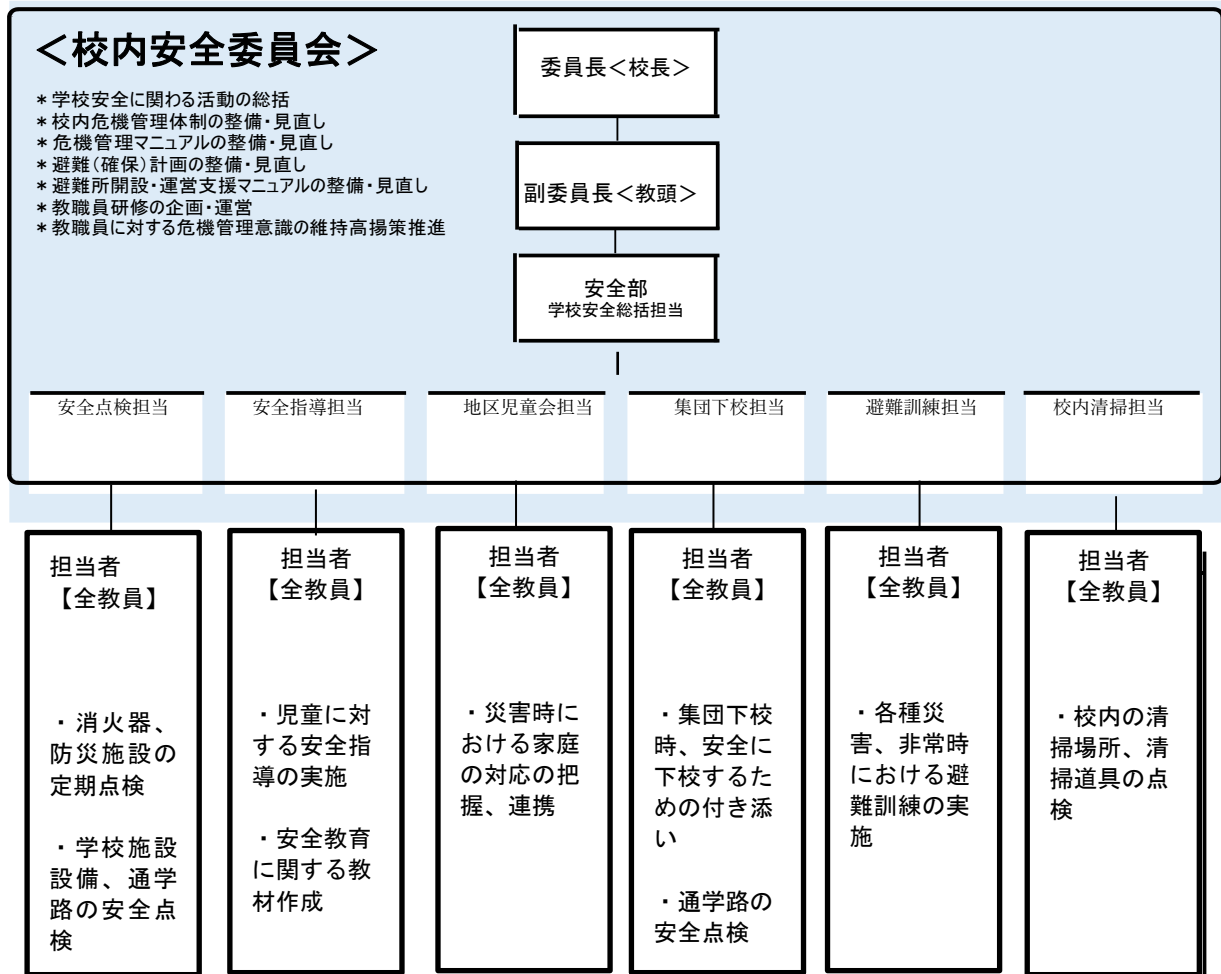 ＜校内安全委員会＞
＊学校安全に関わる活動の総括
＊校内危機管理体制の整備・見直し
＊危機管理マニュアルの整備・見直し
＊避難（確保）計画の整備・見直し
＊避難所開設・運営支援マニュアルの整備・見直し
＊教職員研修の企画・運営
＊教職員に対する危機管理意識の維持高揚策推進
委員長＜校長＞
副委員長＜教頭＞
安全部
学校安全総括担当
安全点検担当
安全指導担当
地区児童会担当
集団下校担当
避難訓練担当
校内清掃担当
担当者
【全教員】
・消火器、
防災施設の
定期点検
・学校施設
設備、通学
路の安全点
検
担当者
【全教員】
・児童に対
する安全指
導の実施
・安全教育
に関する教
材作成
担当者
【全教員】
・災害時に
おける家庭
の対応の把
握、連携
担当者
【全教員】
・集団下校
時、安全に
下校するた
めの付き添
い
・通学路の
安全点検
担当者
【全教員】
・各種災
害、非常時
における避
難訓練の実
施
担当者
【全教員】
・校内の清
掃場所、清
掃道具の点
検